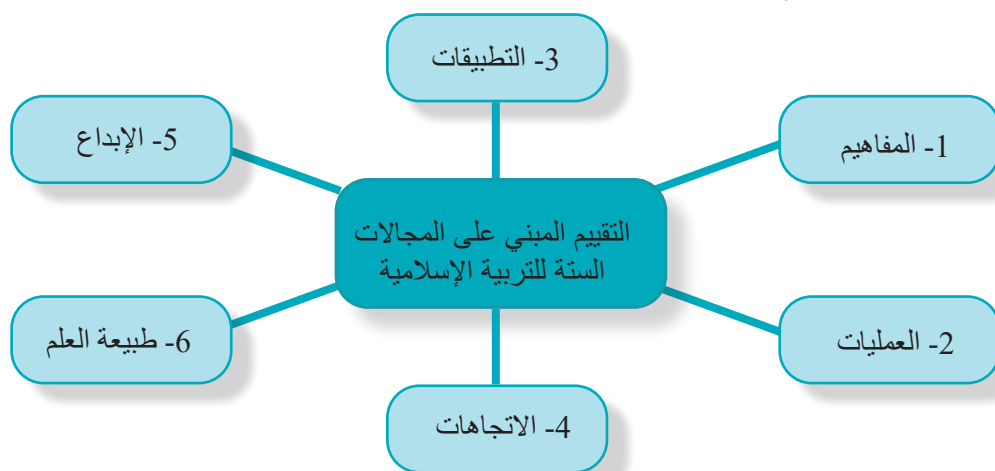 3- التطبيقات
5- الإبداع
1- المفاهيم
التقييم المبني على المجالات
الستة للتربية الإسلامية
6- طبيعة العلم
2- العمليات
4- الاتجاهات